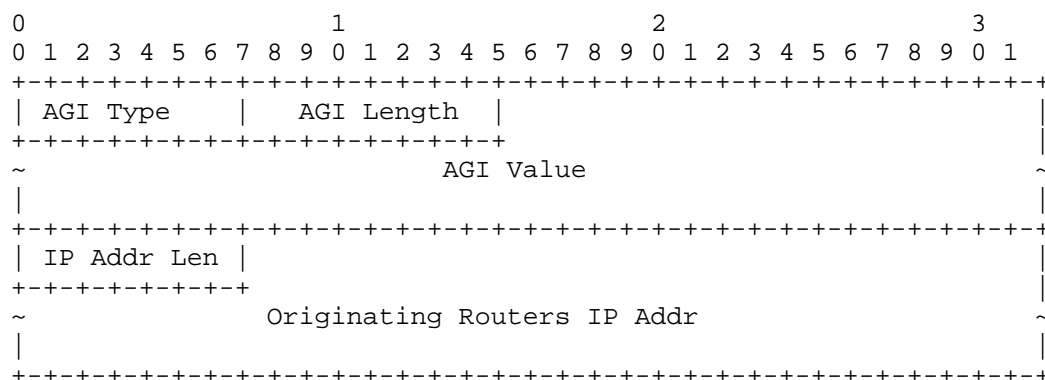 0                   1                   2                   3
0 1 2 3 4 5 6 7 8 9 0 1 2 3 4 5 6 7 8 9 0 1 2 3 4 5 6 7 8 9 0 1
+-+-+-+-+-+-+-+-+-+-+-+-+-+-+-+-+-+-+-+-+-+-+-+-+-+-+-+-+-+-+-+-+
| AGI Type    |   AGI Length  |                                 |
+-+-+-+-+-+-+-+-+-+-+-+-+-+-+-+                                 |
~                          AGI Value                            ~
|                                                               |
+-+-+-+-+-+-+-+-+-+-+-+-+-+-+-+-+-+-+-+-+-+-+-+-+-+-+-+-+-+-+-+-+
| IP Addr Len |                                                 |
+-+-+-+-+-+-+-+                                                 |
~               Originating Routers IP Addr                     ~
|                                                               |
+-+-+-+-+-+-+-+-+-+-+-+-+-+-+-+-+-+-+-+-+-+-+-+-+-+-+-+-+-+-+-+-+